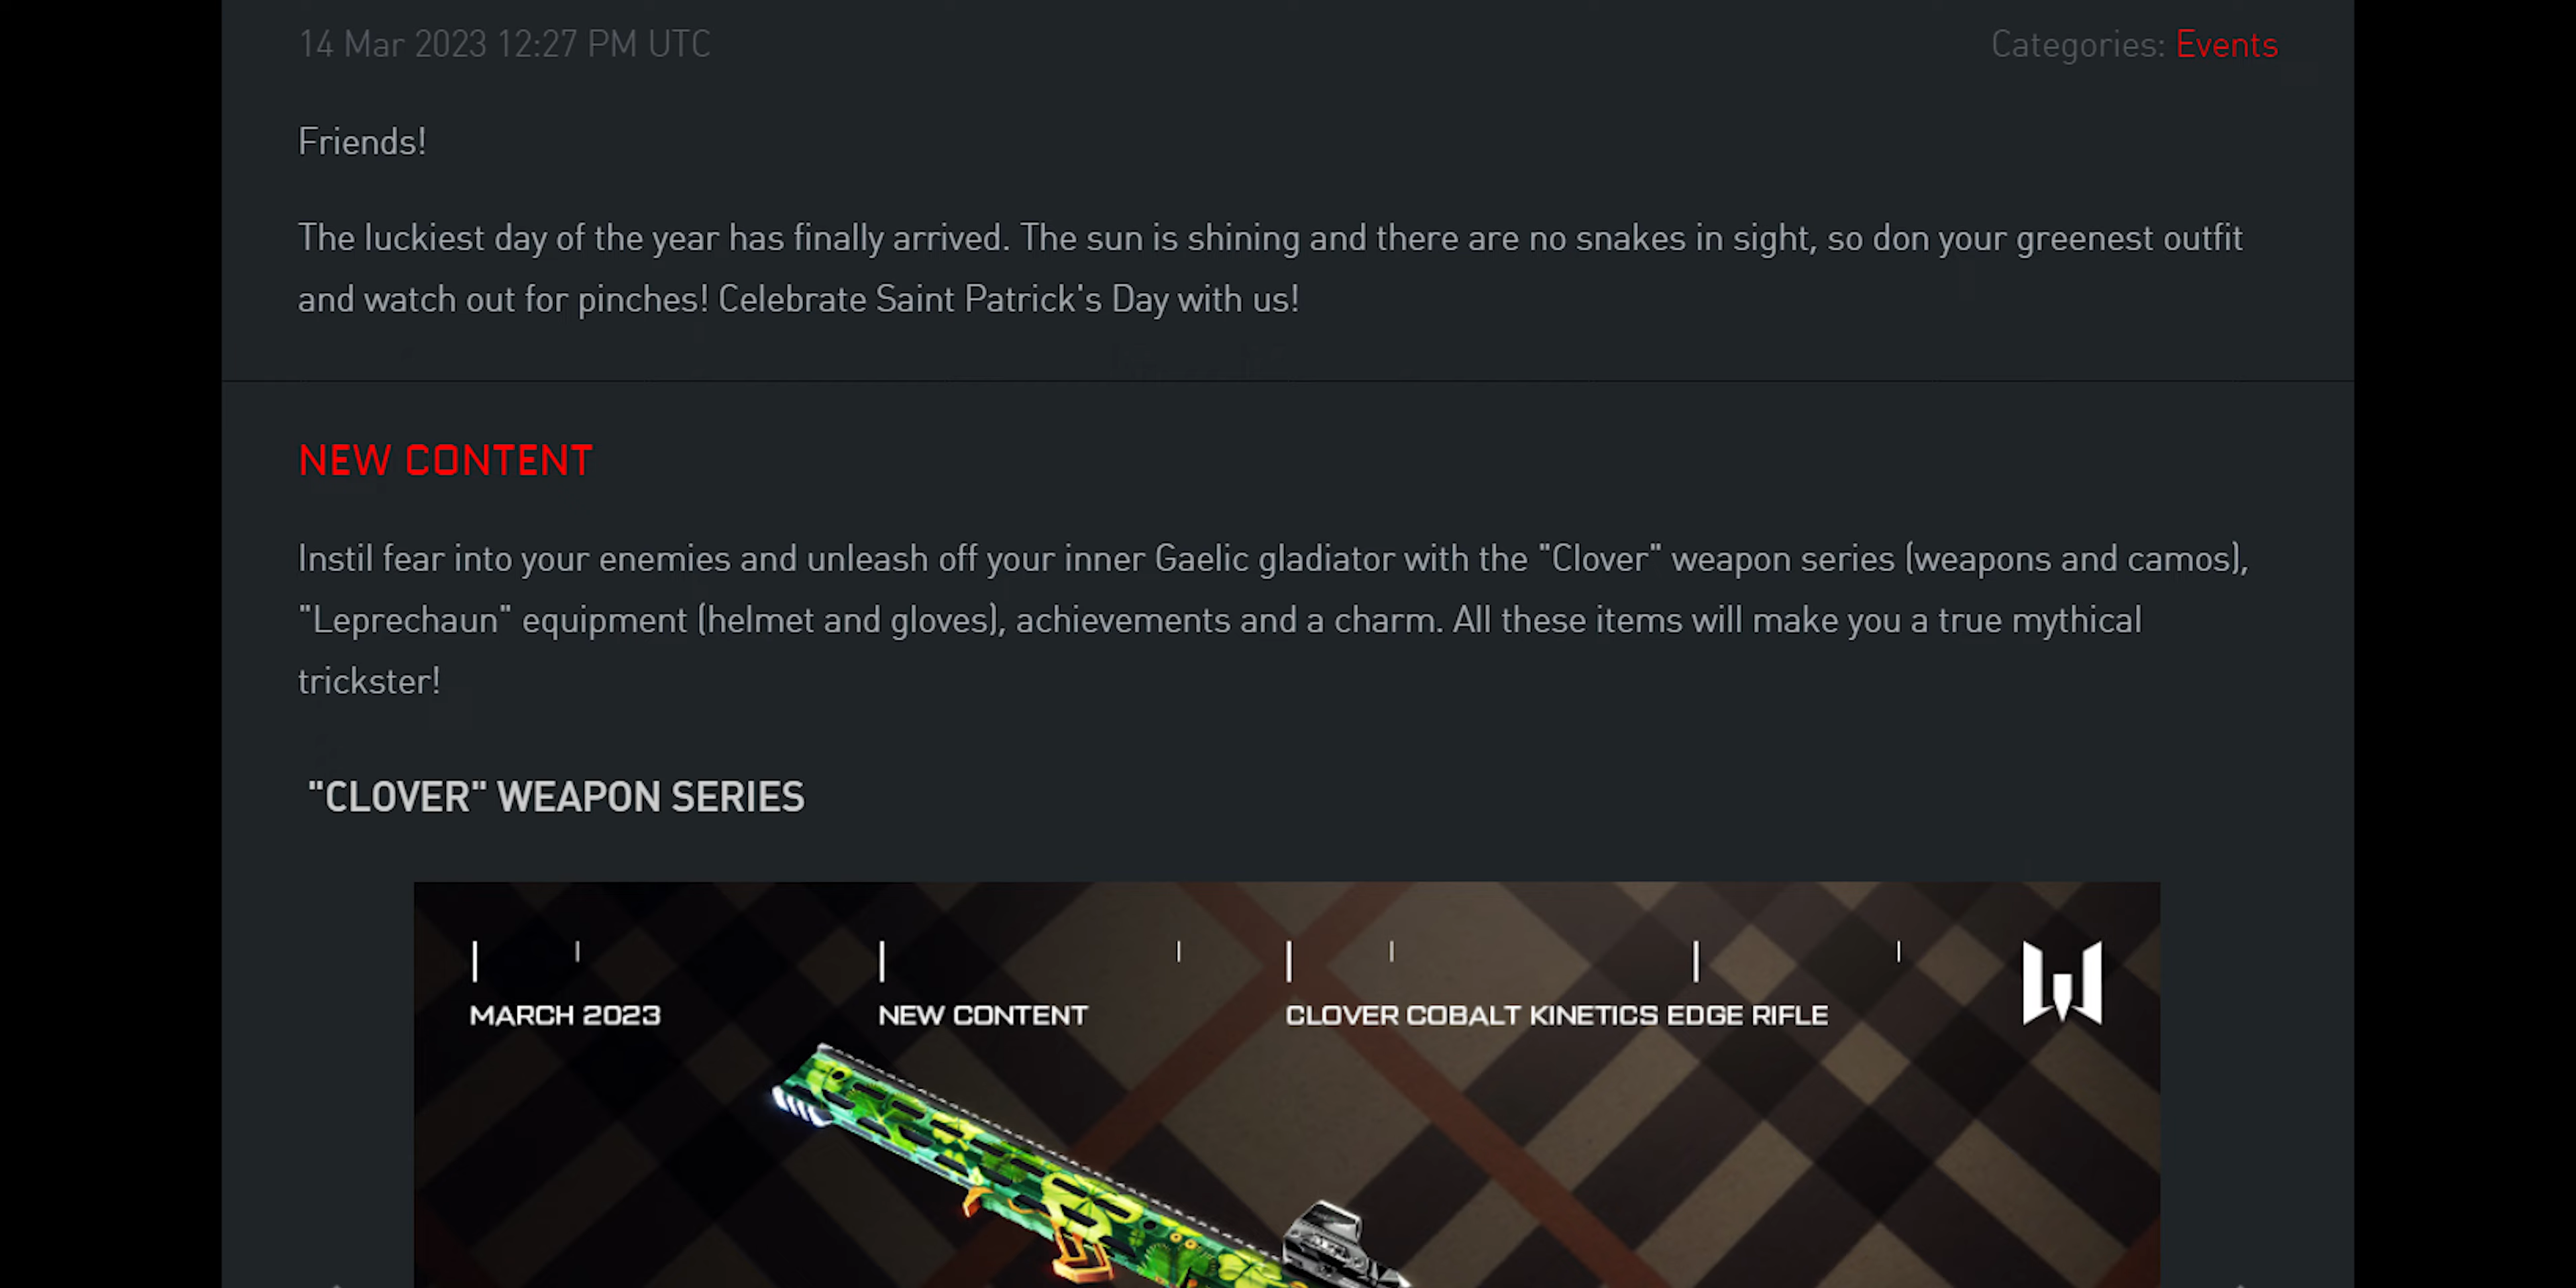 14 Mar 2023 12:27 PM UTC
Categories: Events
Friends!
The luckiest day of the year has finally arrived. The sun is shining and there are no snakes in sight, so don your greenest outfit
and watch out for pinches! Celebrate Saint Patrick's Day with us!
NEW CONTENT
Instil fear into your enemies and unleash off your inner Gaelic gladiator with the "Clover" weapon series (weapons and camos),
"Leprechaun" equipment (helmet and gloves), achievements and a charm. All these items will make you a true mythical
trickster!
"CLOVER" WEAPON SERIES
MARCH 2023
NEW CONTENT
CLOVER COBALT KINETICS EDGE RIFLE